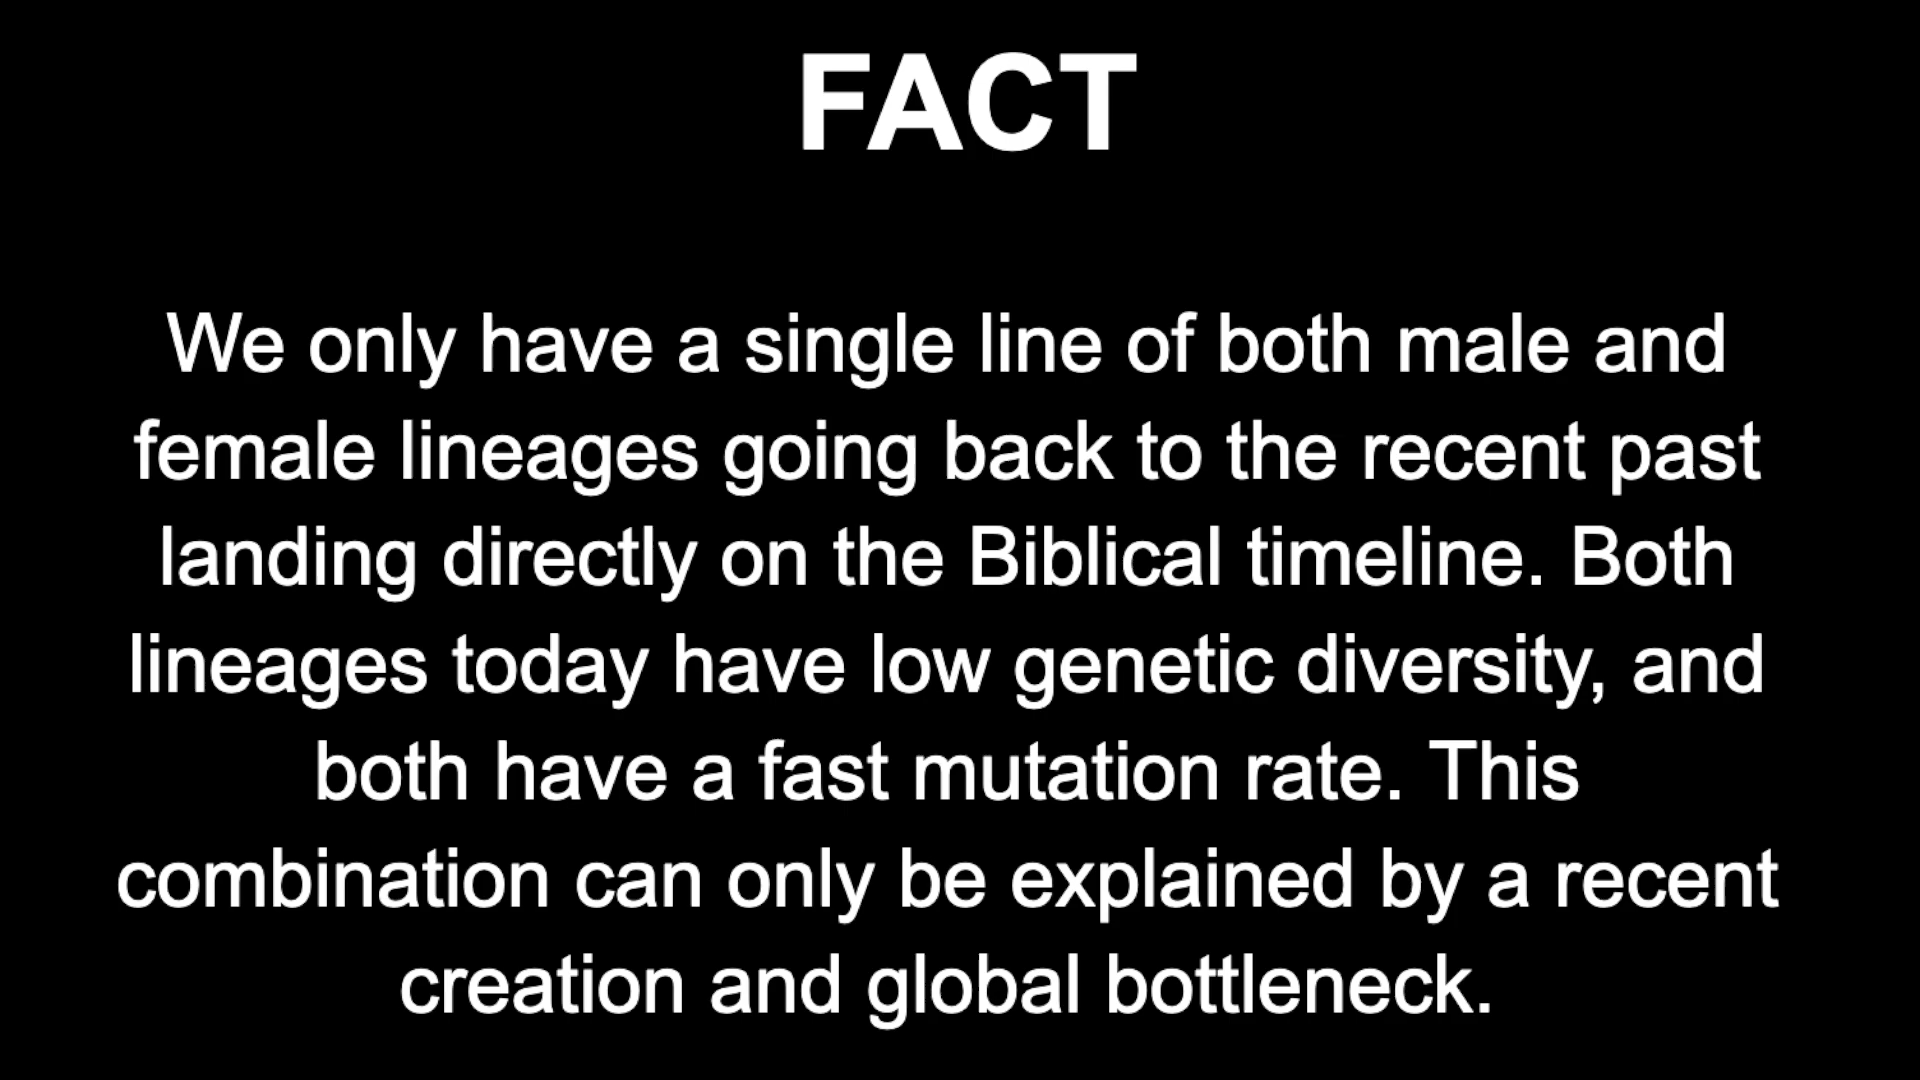 FACT
We only have a single line of both male and
female lineages going back to the recent past
landing directly on the Biblical timeline. Both
lineages today have low genetic diversity, and
both have a fast mutation rate. This
combination can only be explained by a recent
creation and global bottleneck.